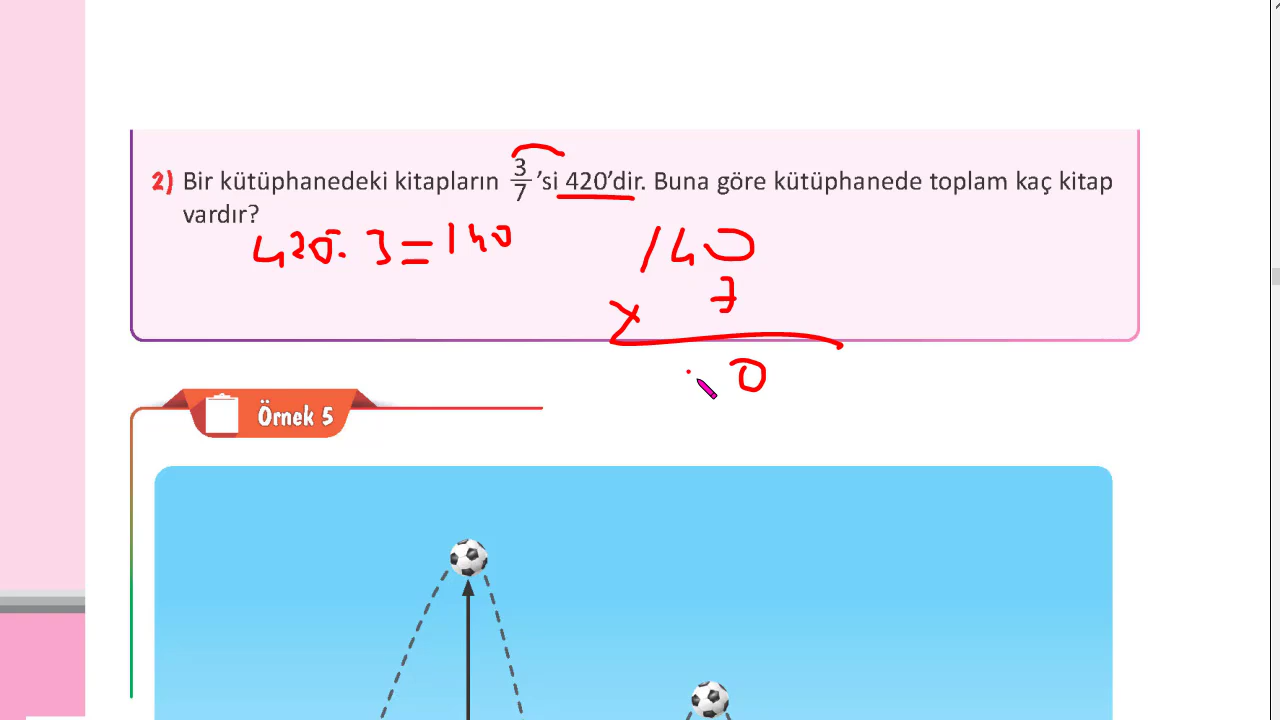 2) Bir kütüphanedeki kitapların 3/7 'si 420'dir. Buna göre kütüphanede toplam kaç kitap
vardır?
420 ÷ 3 = 140
140
x 7
0
Örnek 5